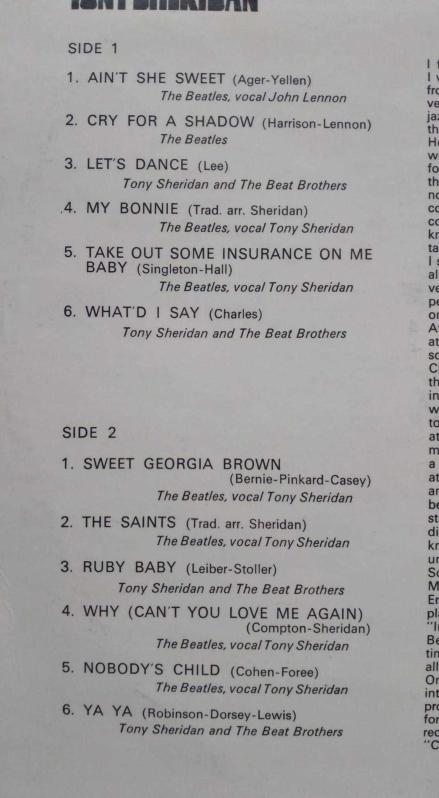 TONY SHERIDAN
SIDE 1
1. AIN'T SHE SWEET (Ager-Yellen)
The Beatles, vocal John Lennon
2. CRY FOR A SHADOW (Harrison-Lennon)
The Beatles
3. LET'S DANCE (Lee)
Tony Sheridan and The Beat Brothers
4. MY BONNIE (Trad. arr. Sheridan)
The Beatles, vocal Tony Sheridan
5. TAKE OUT SOME INSURANCE ON ME
BABY (Singleton-Hall)
The Beatles, vocal Tony Sheridan
6. WHAT'D I SAY (Charles)
Tony Sheridan and The Beat Brothers
SIDE 2
1. SWEET GEORGIA BROWN
(Bernie-Pinkard-Casey)
The Beatles, vocal Tony Sheridan
2. THE SAINTS (Trad. arr. Sheridan)
The Beatles, vocal Tony Sheridan
3. RUBY BABY (Leiber-Stoller)
Tony Sheridan and The Beat Brothers
4. WHY (CAN'T YOU LOVE ME AGAIN)
(Compton-Sheridan)
The Beatles, vocal Tony Sheridan
5. NOBODY'S CHILD (Cohen-Foree)
The Beatles, vocal Tony Sheridan
6. YA YA (Robinson-Dorsey-Lewis)
Tony Sheridan and The Beat Brothers